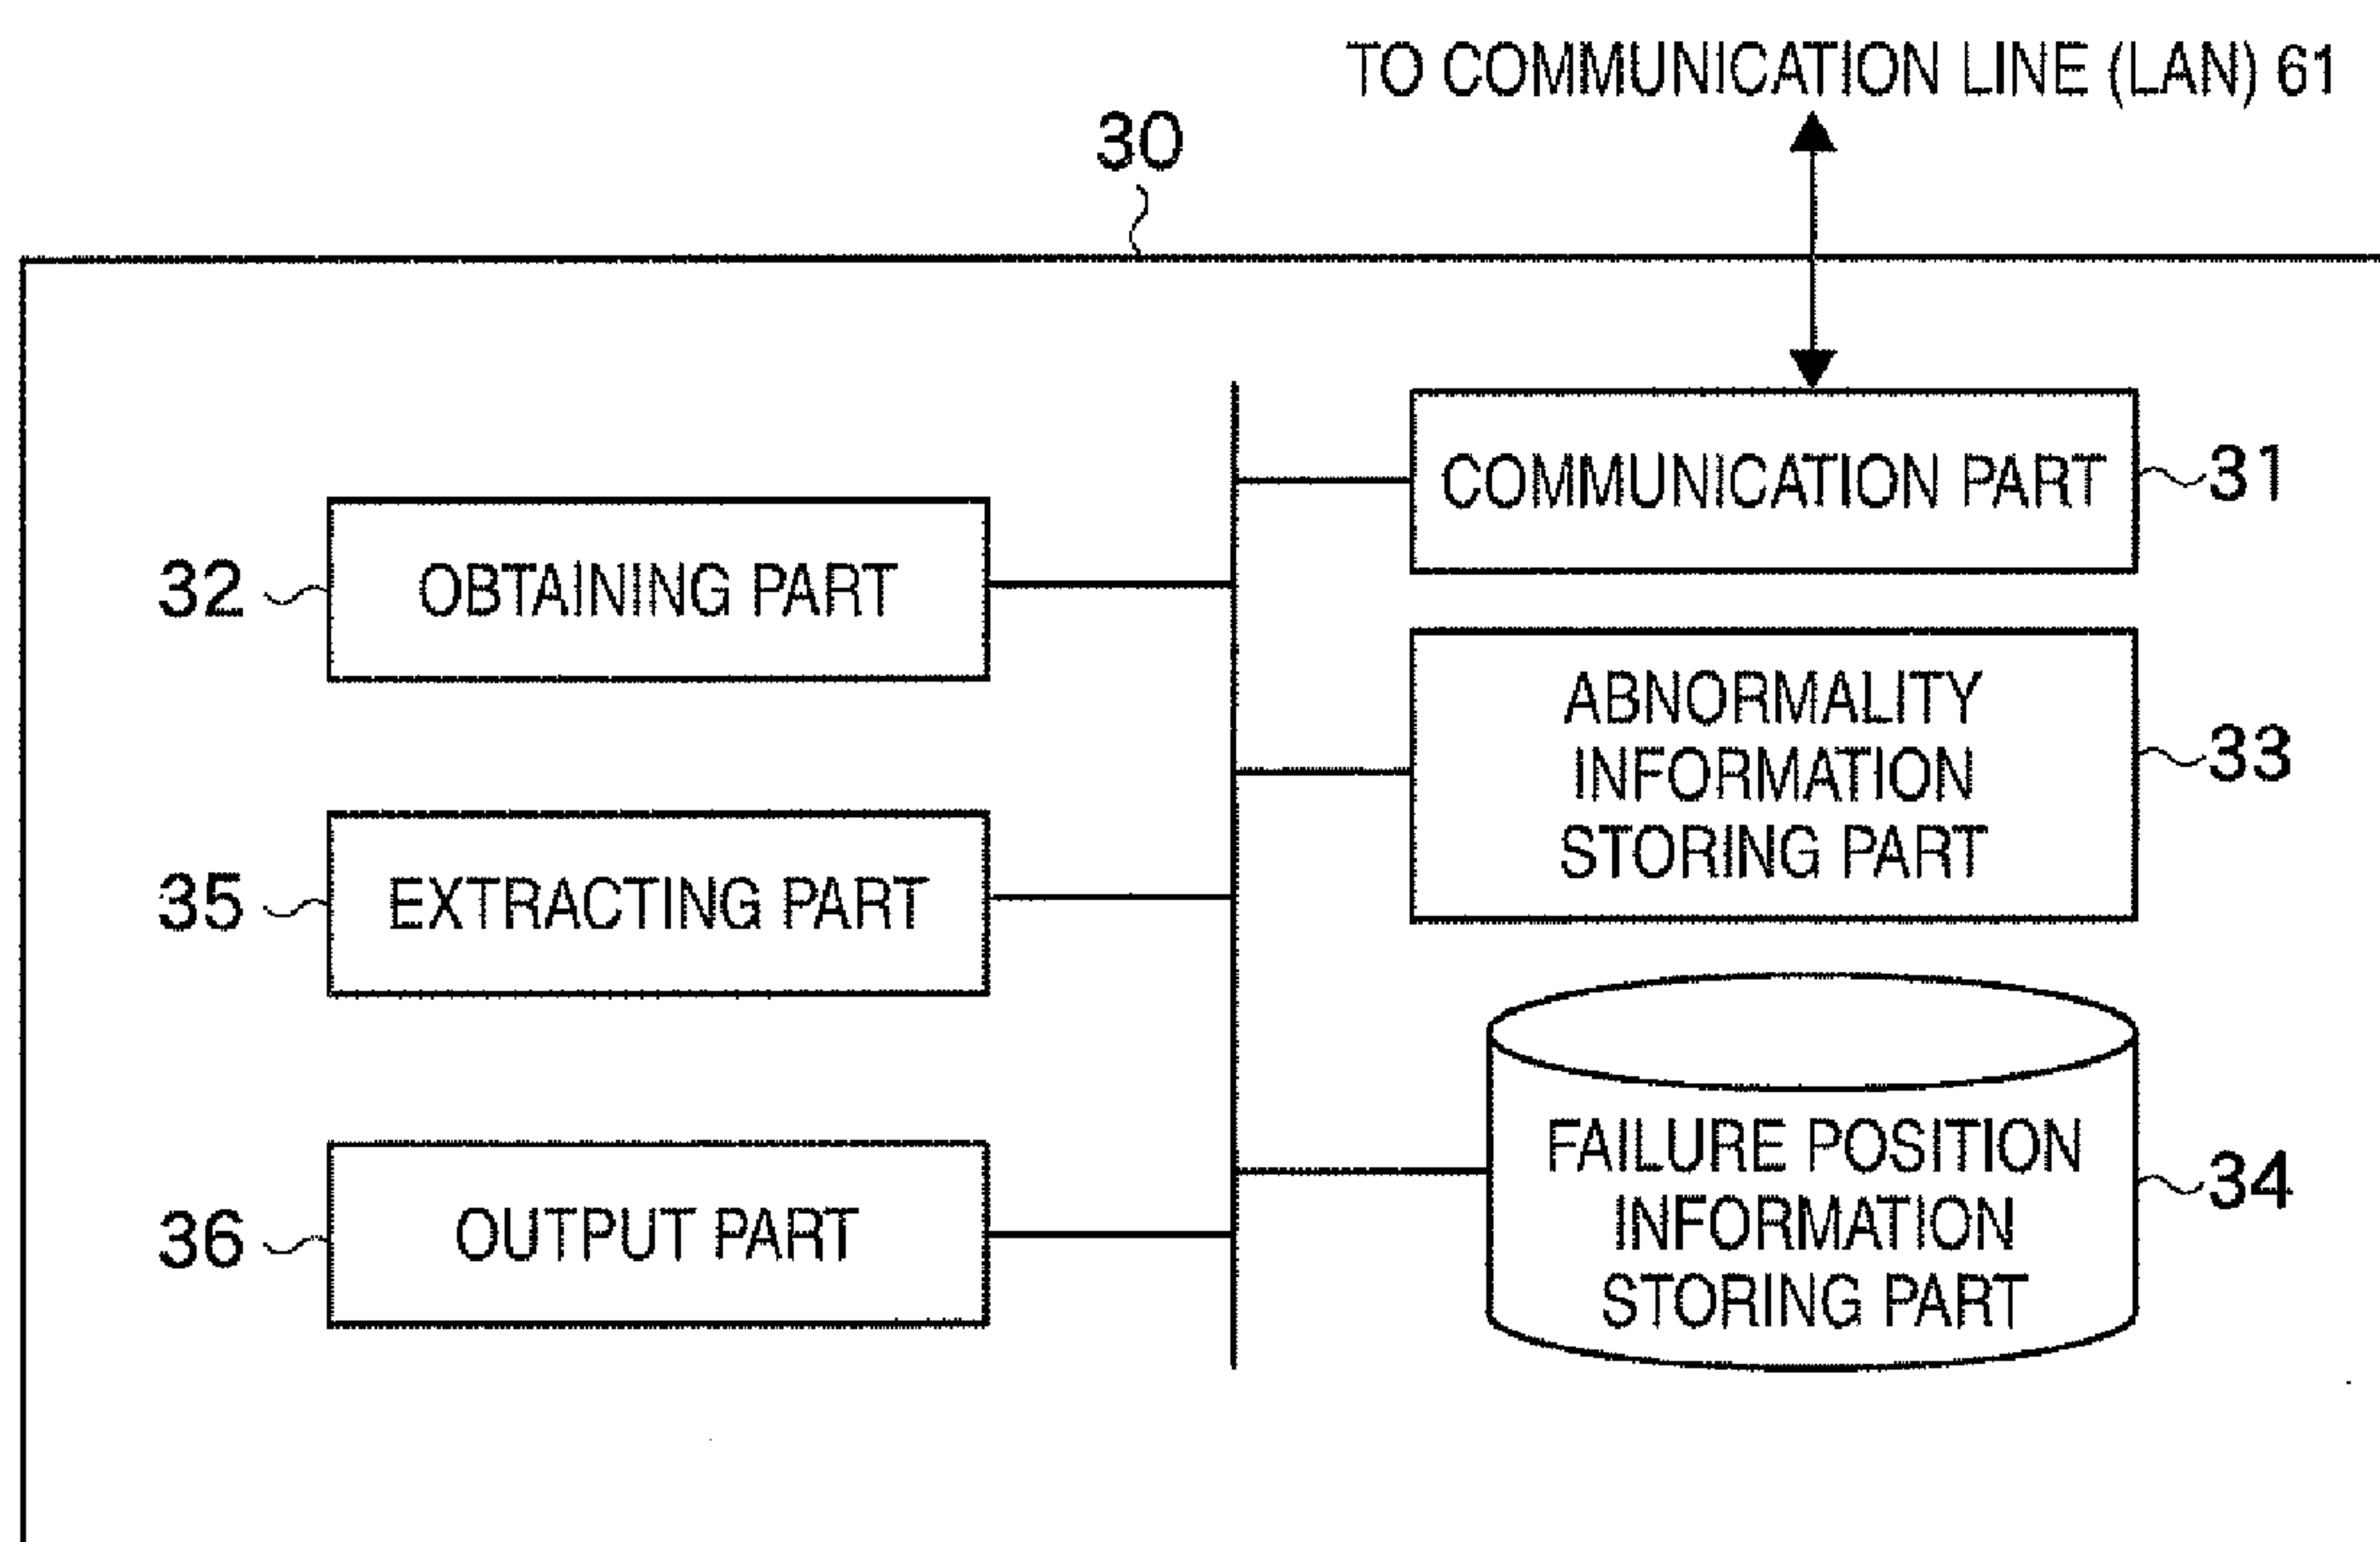 TO COMMUNICATION LINE (LAN) 61
30
COMMUNICATION PART
31
32
OBTAINING PART
ABNORMALITY
INFORMATION
STORING PART
33
35
EXTRACTING PART
FAILURE POSITION
INFORMATION
STORING PART
34
36
OUTPUT PART